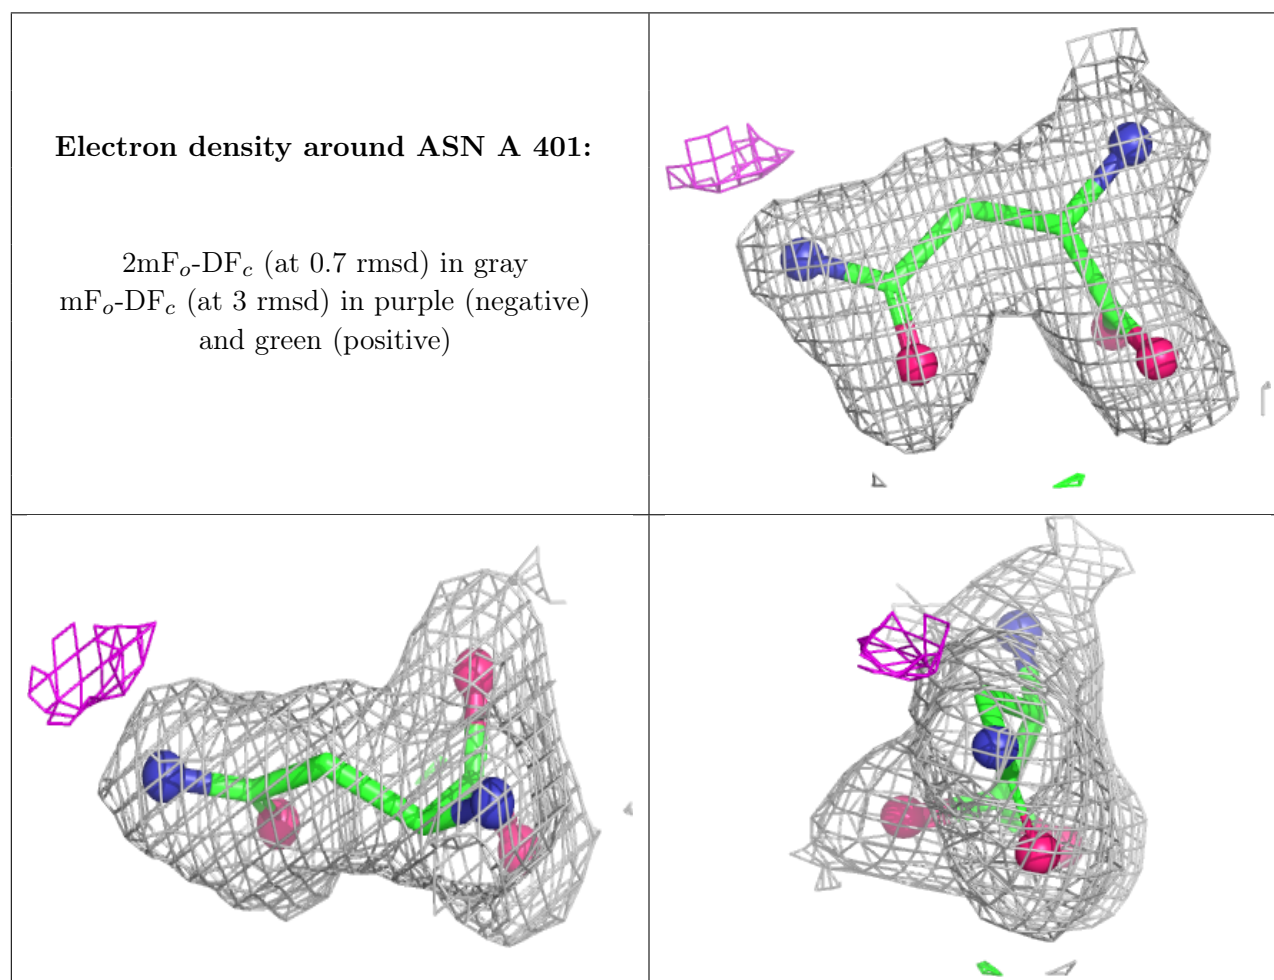 Electron density around ASN A 401:
2mFo-DFc (at 0.7 rmsd) in gray
mFo-DFc (at 3 rmsd) in purple (negative)
and green (positive)